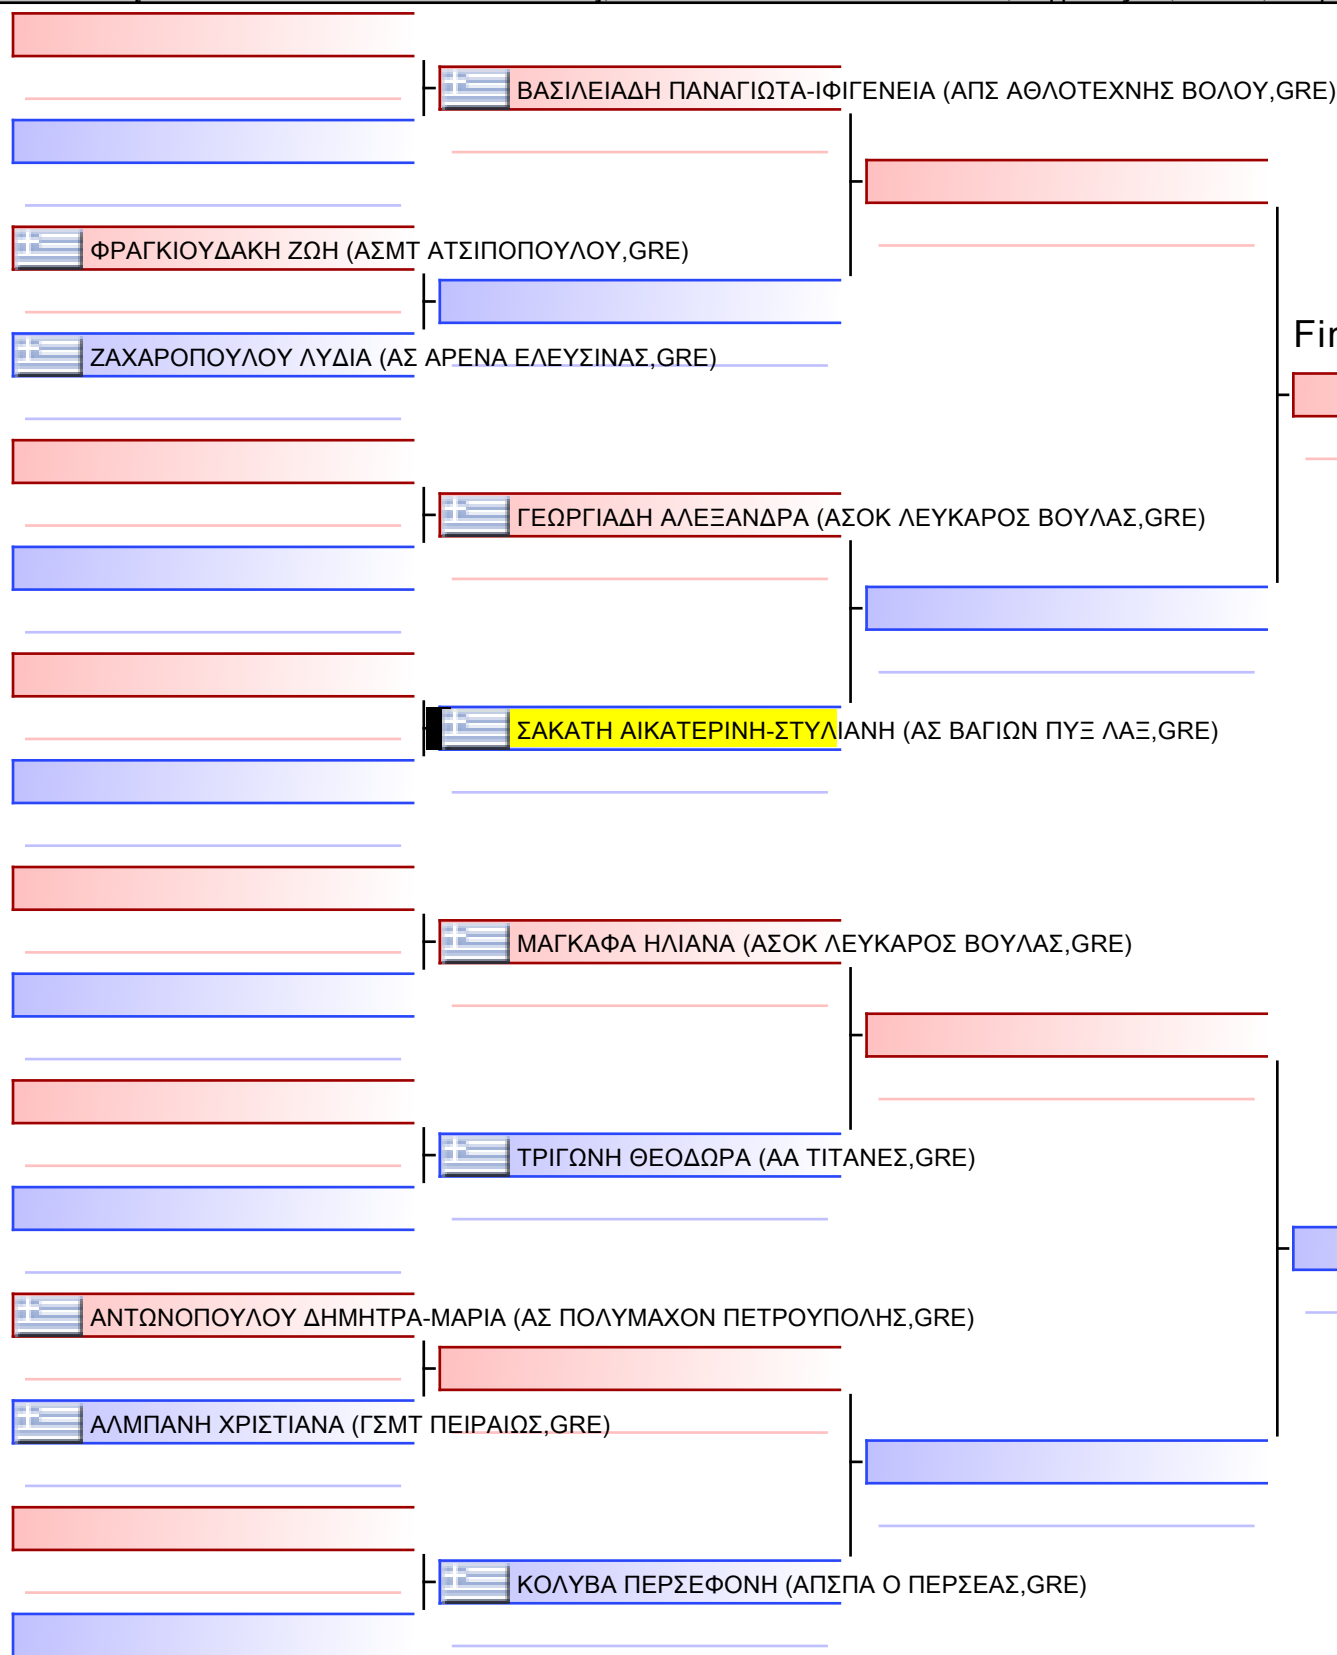 ΒΑΣΙΛΕΙΑΔΗ ΠΑΝΑΓΙΩΤΑ-ΙΦΙΓΕΝΕΙΑ (ΑΠΣ ΑΘΛΟΤΕΧΝΗΣ ΒΟΛΟΥ,GRE)
ΦΡΑΓΚΙΟΥΔΑΚΗ ΖΩΗ (ΑΣΜΤ ΑΤΣΙΠΟΠΟΥΛΟΥ,GRE)
ΖΑΧΑΡΟΠΟΥΛΟΥ ΛΥΔΙΑ (ΑΣ ΑΡΕΝΑ ΕΛΕΥΣΙΝΑΣ,GRE)
ΓΕΩΡΓΙΑΔΗ ΑΛΕΞΑΝΔΡΑ (ΑΣΟΚ ΛΕΥΚΑΡΟΣ ΒΟΥΛΑΣ,GRE)
ΣΑΚΑΤΗ ΑΙΚΑΤΕΡΙΝΗ-ΣΤΥΛΙΑΝΗ (ΑΣ ΒΑΓΙΩΝ ΠΥΞ ΛΑΞ,GRE)
ΜΑΓΚΑΦΑ ΗΛΙΑΝΑ (ΑΣΟΚ ΛΕΥΚΑΡΟΣ ΒΟΥΛΑΣ,GRE)
ΤΡΙΓΩΝΗ ΘΕΟΔΩΡΑ (ΑΑ ΤΙΤΑΝΕΣ,GRE)
ΑΝΤΩΝΟΠΟΥΛΟΥ ΔΗΜΗΤΡΑ-ΜΑΡΙΑ (ΑΣ ΠΟΛΥΜΑΧΟΝ ΠΕΤΡΟΥΠΟΛΗΣ,GRE)
ΑΛΜΠΑΝΗ ΧΡΙΣΤΙΑΝΑ (ΓΣΜΤ ΠΕΙΡΑΙΩΣ,GRE)
ΚΟΛΥΒΑ ΠΕΡΣΕΦΟΝΗ (ΑΠΣΠΑ Ο ΠΕΡΣΕΑΣ,GRE)